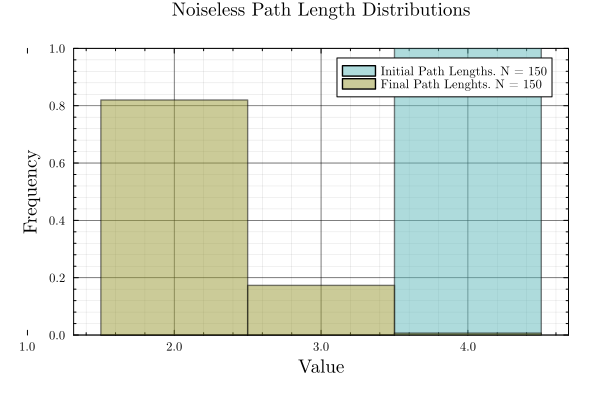 Noiseless Path Length Distributions
Initial Path Lengths. N = 150
Final Path Lenghts. N = 150
Frequency
1.0
0.8
0.6
0.4
0.2
0.0
1.0
2.0
3.0
4.0
Value